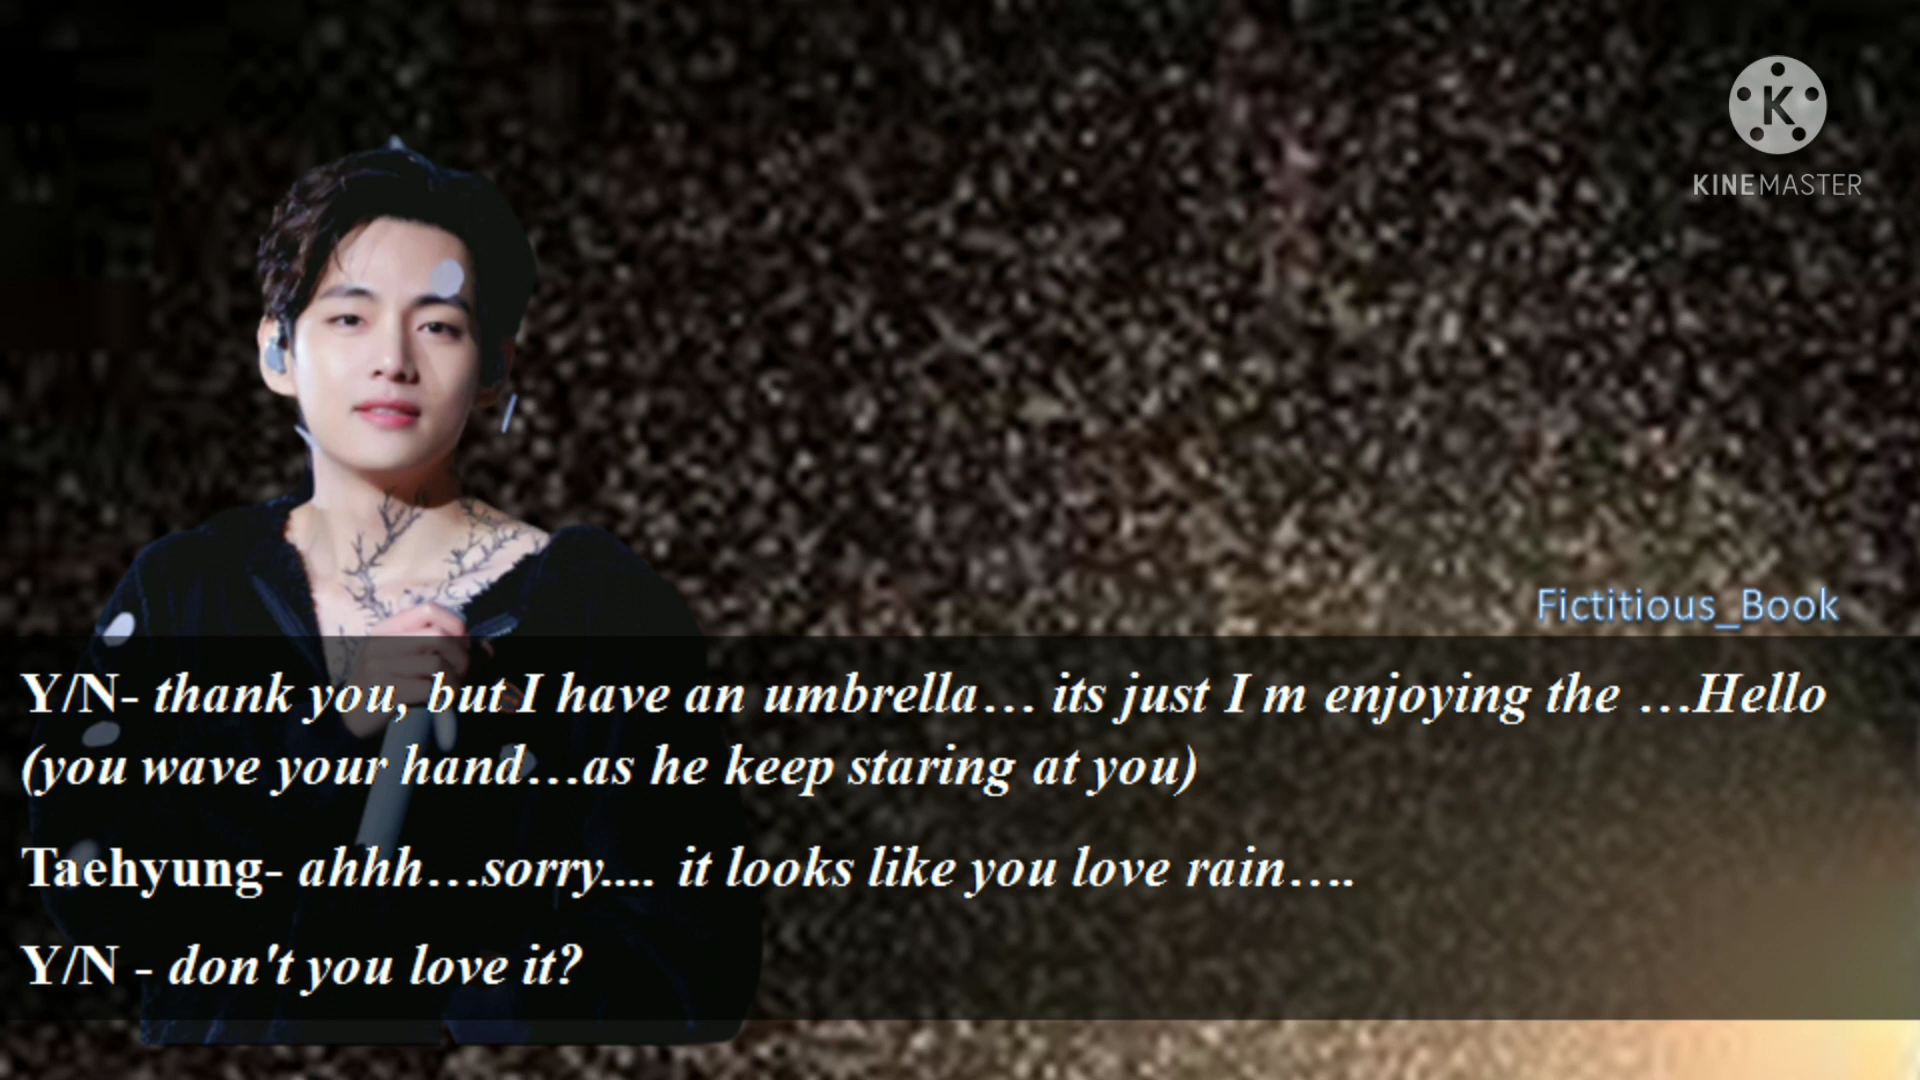 K
KINEMASTER
Fictitious_Book
Y/N- thank you, but I have an umbrella… its just I m enjoying the …Hello
(you wave your hand…as he keep staring at you)
Taehyung- ahhh…sorry.... it looks like you love rain….
Y/N - don't you love it?